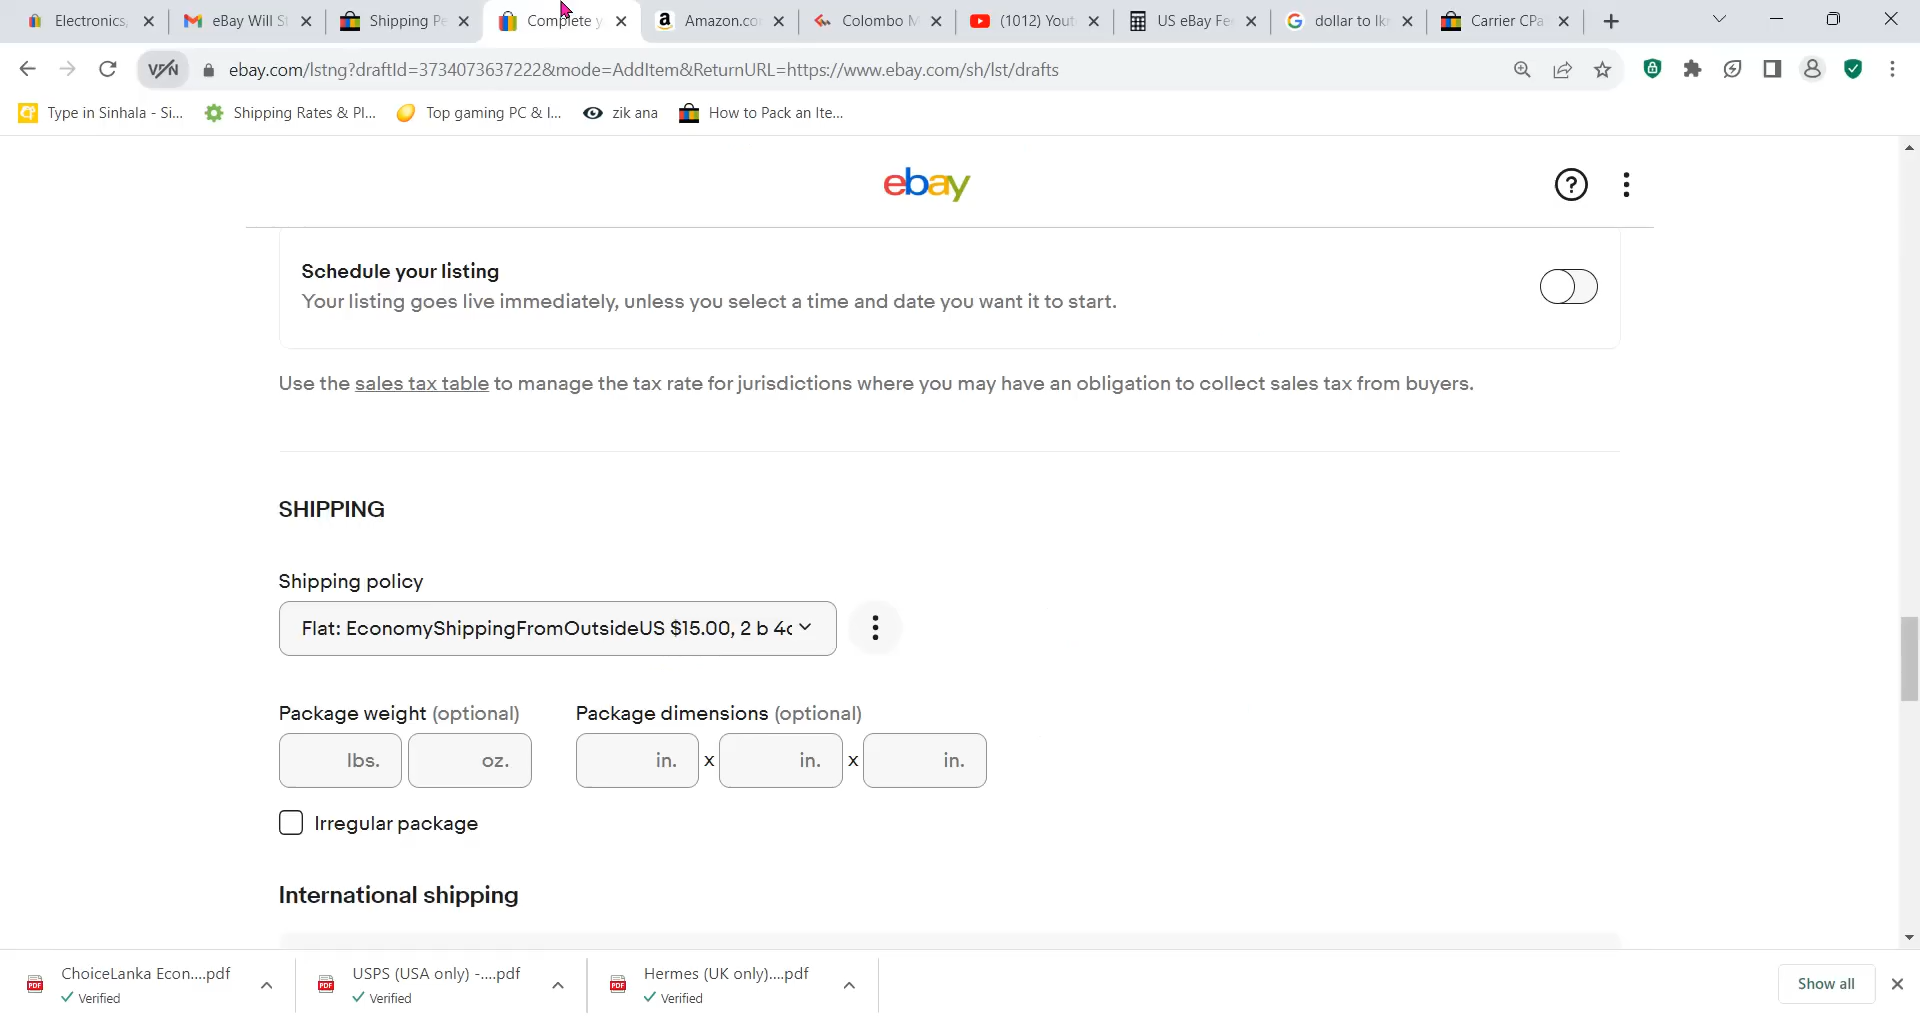 Electronics,
eBay Will S
Shipping Pe
Complete y
Amazon.co
Colombo M
(1012) Yout
US eBay Fe
dollar to lkr
Carrier CPa
VPN
ebay.com/lstng?draftId=3734073637222&mode=AddItem&ReturnURL=https://www.ebay.com/sh/lst/drafts
Type in Sinhala - Si...
Shipping Rates & Pl...
Top gaming PC & l...
zik ana
How to Pack an Ite...
ebay
Schedule your listing
Your listing goes live immediately, unless you select a time and date you want it to start.
Use the sales tax table to manage the tax rate for jurisdictions where you may have an obligation to collect sales tax from buyers.
SHIPPING
Shipping policy
Flat: EconomyShippingFromOutsideUS $15.00, 2 b 4c
Package weight (optional)
Package dimensions (optional)
lbs.
oz.
in. x in. x in.
Irregular package
International shipping
ChoiceLanka Econ....pdf
Verified
USPS (USA only) -....pdf
Verified
Hermes (UK only)....pdf
Verified
Show all